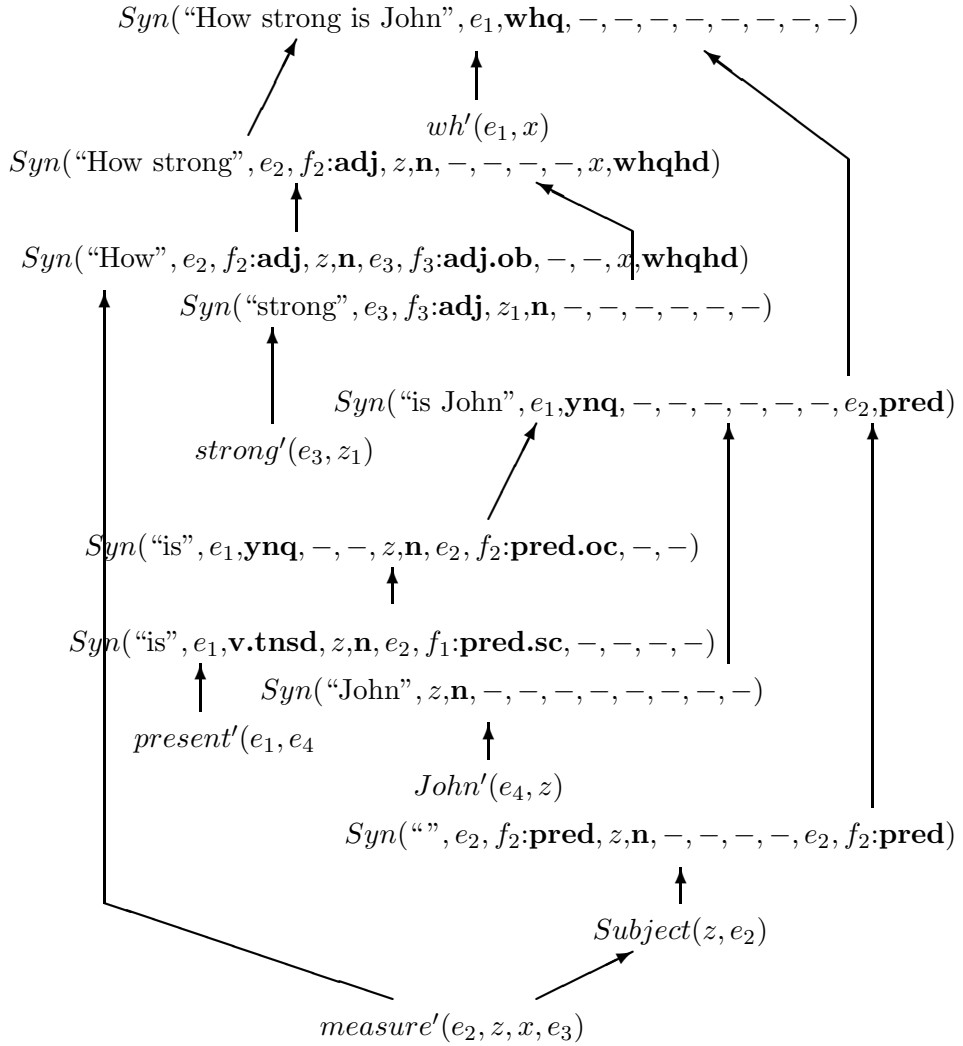 Syn(“How strong is John”, e₁,whq, −, −, −, −, −, −, −, −)
wh′(e₁, x)
Syn(“How strong”, e₂, f₂:adj, z,n, −, −, −, −, x,whqhd)
Syn(“How”, e₂, f₂:adj, z,n, e₃, f₃:adj.ob, −, −, x,whqhd)
Syn(“strong”, e₃, f₃:adj, z₁,n, −, −, −, −, −, −)
Syn(“is John”, e₁,ynq, −, −, −, −, −, −, e₂,pred)
strong′(e₃, z₁)
Syn(“is”, e₁,ynq, −, −, z,n, e₂, f₂:pred.oc, −, −)
Syn(“is”, e₁,v.tnsd, z,n, e₂, f₁:pred.sc, −, −, −, −)
Syn(“John”, z,n, −, −, −, −, −, −, −, −)
present′(e₁, e₄
John′(e₄, z)
Syn(“ ”, e₂, f₂:pred, z,n, −, −, −, −, e₂, f₂:pred)
Subject(z, e₂)
measure′(e₂, z, x, e₃)